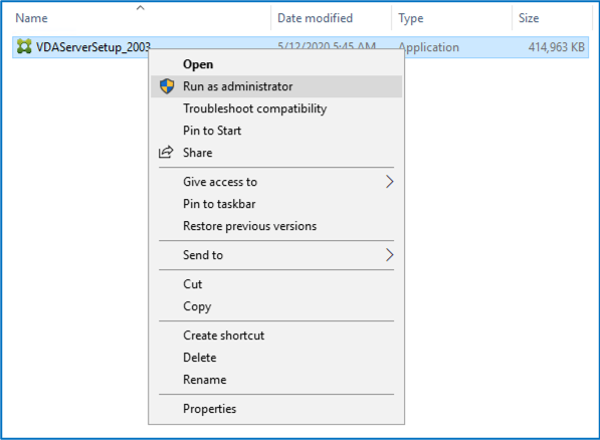 Name Date modified Type Size
VDAServerSetup_2003 5/12/2020 5:45 AM Application 414,963 KB
Open
Run as administrator
Troubleshoot compatibility
Pin to Start
Share
Give access to
Pin to taskbar
Restore previous versions
Send to
Cut
Copy
Create shortcut
Delete
Rename
Properties